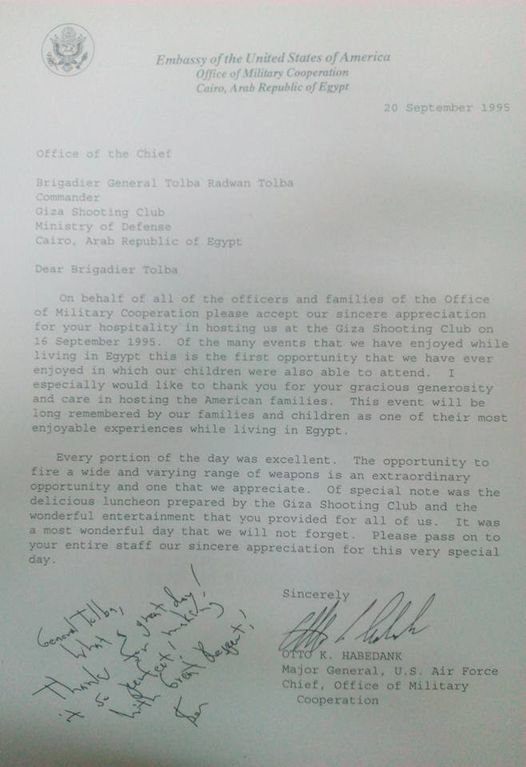 Embassy of the United States of America
Office of Military Cooperation
Cairo, Arab Republic of Egypt
20 September 1995
Office of the Chief
Brigadier General Tolba Radwan Tolba
Commander
Giza Shooting Club
Ministry of Defense
Cairo, Arab Republic of Egypt
Dear Brigadier Tolba
On behalf of all of the officers and families of the Office
of Military Cooperation please accept our sincere appreciation
for your hospitality in hosting us at the Giza Shooting Club on
16 September 1995. Of the many events that we have enjoyed while
living in Egypt this is the first opportunity that we have ever
enjoyed in which our children were also able to attend. I
especially would like to thank you for your gracious generosity
and care in hosting the American families. This event will be
long remembered by our families and children as one of their most
enjoyable experiences while living in Egypt.
Every portion of the day was excellent. The opportunity to
fire a wide and varying range of weapons is an extraordinary
opportunity and one that we appreciate. Of special note was the
delicious luncheon prepared by the Giza Shooting Club and the
wonderful entertainment that you provided for all of us. It was
a most wonderful day that we will not forget. Please pass on to
your entire staff our sincere appreciation for this very special
day.
General Tolba,
What a great day!
Thank you for making
it so perfect!
With Great Respect,
Sincerely
OTTO K. HABEDANK
Major General, U.S. Air Force
Chief, Office of Military
Cooperation